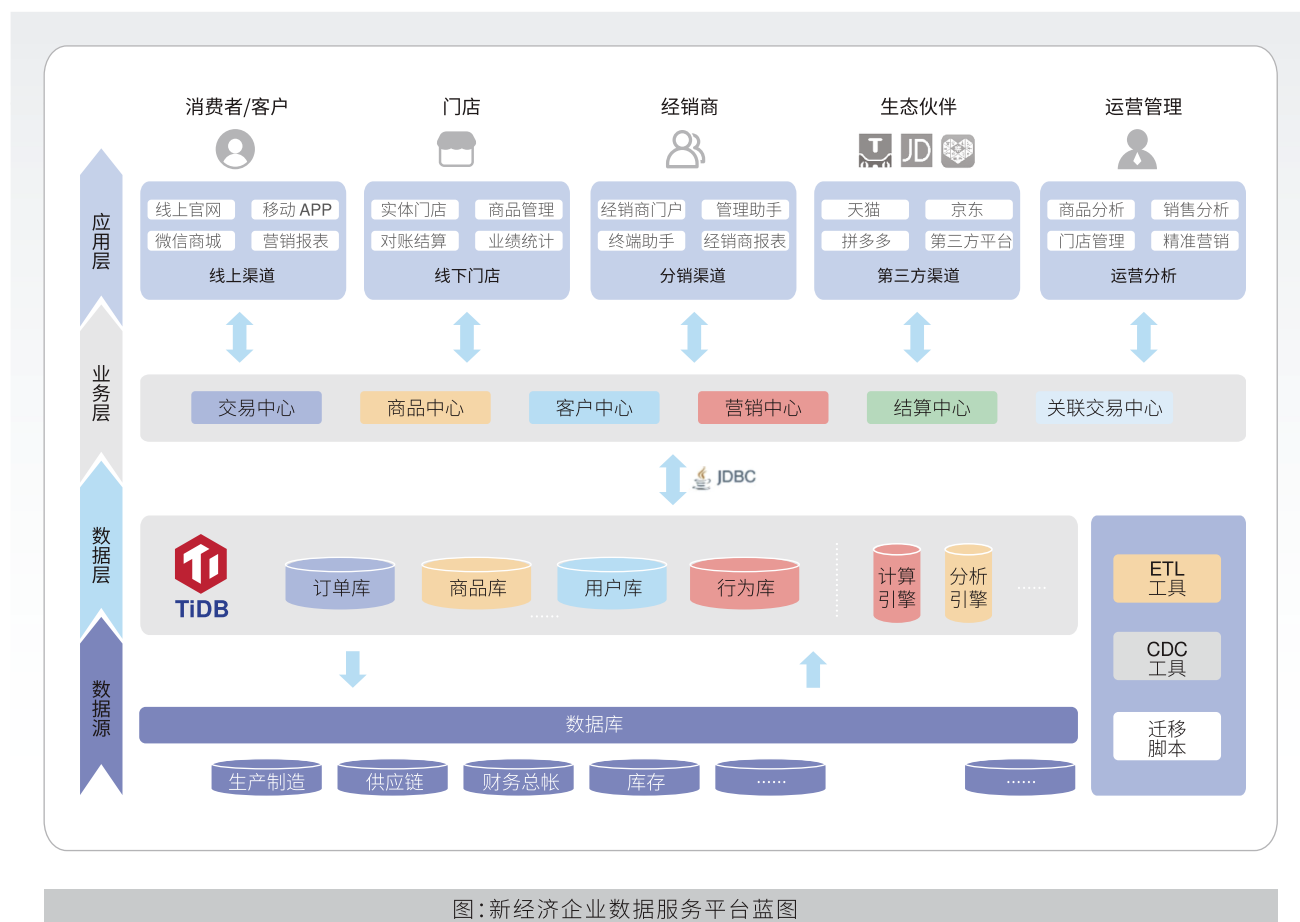 消费者/客户
门店
经销商
生态伙伴
运营管理
T
JD
应用层
线上官网
移动 APP
微信商城
营销报表
线上渠道
实体门店
商品管理
对账结算
业绩统计
线下门店
经销商门户
管理助手
终端助手
经销商报表
分销渠道
天猫
京东
拼多多
第三方平台
第三方渠道
商品分析
销售分析
门店管理
精准营销
运营分析
业务层
交易中心
商品中心
客户中心
营销中心
结算中心
关联交易中心
JDBC
数据层
TiDB
订单库
商品库
用户库
行为库
……
计算
引擎
分析
引擎
……
ETL
工具
CDC
工具
迁移
脚本
数据源
数据库
生产制造
供应链
财务总帐
库存
……
……
图:新经济企业数据服务平台蓝图